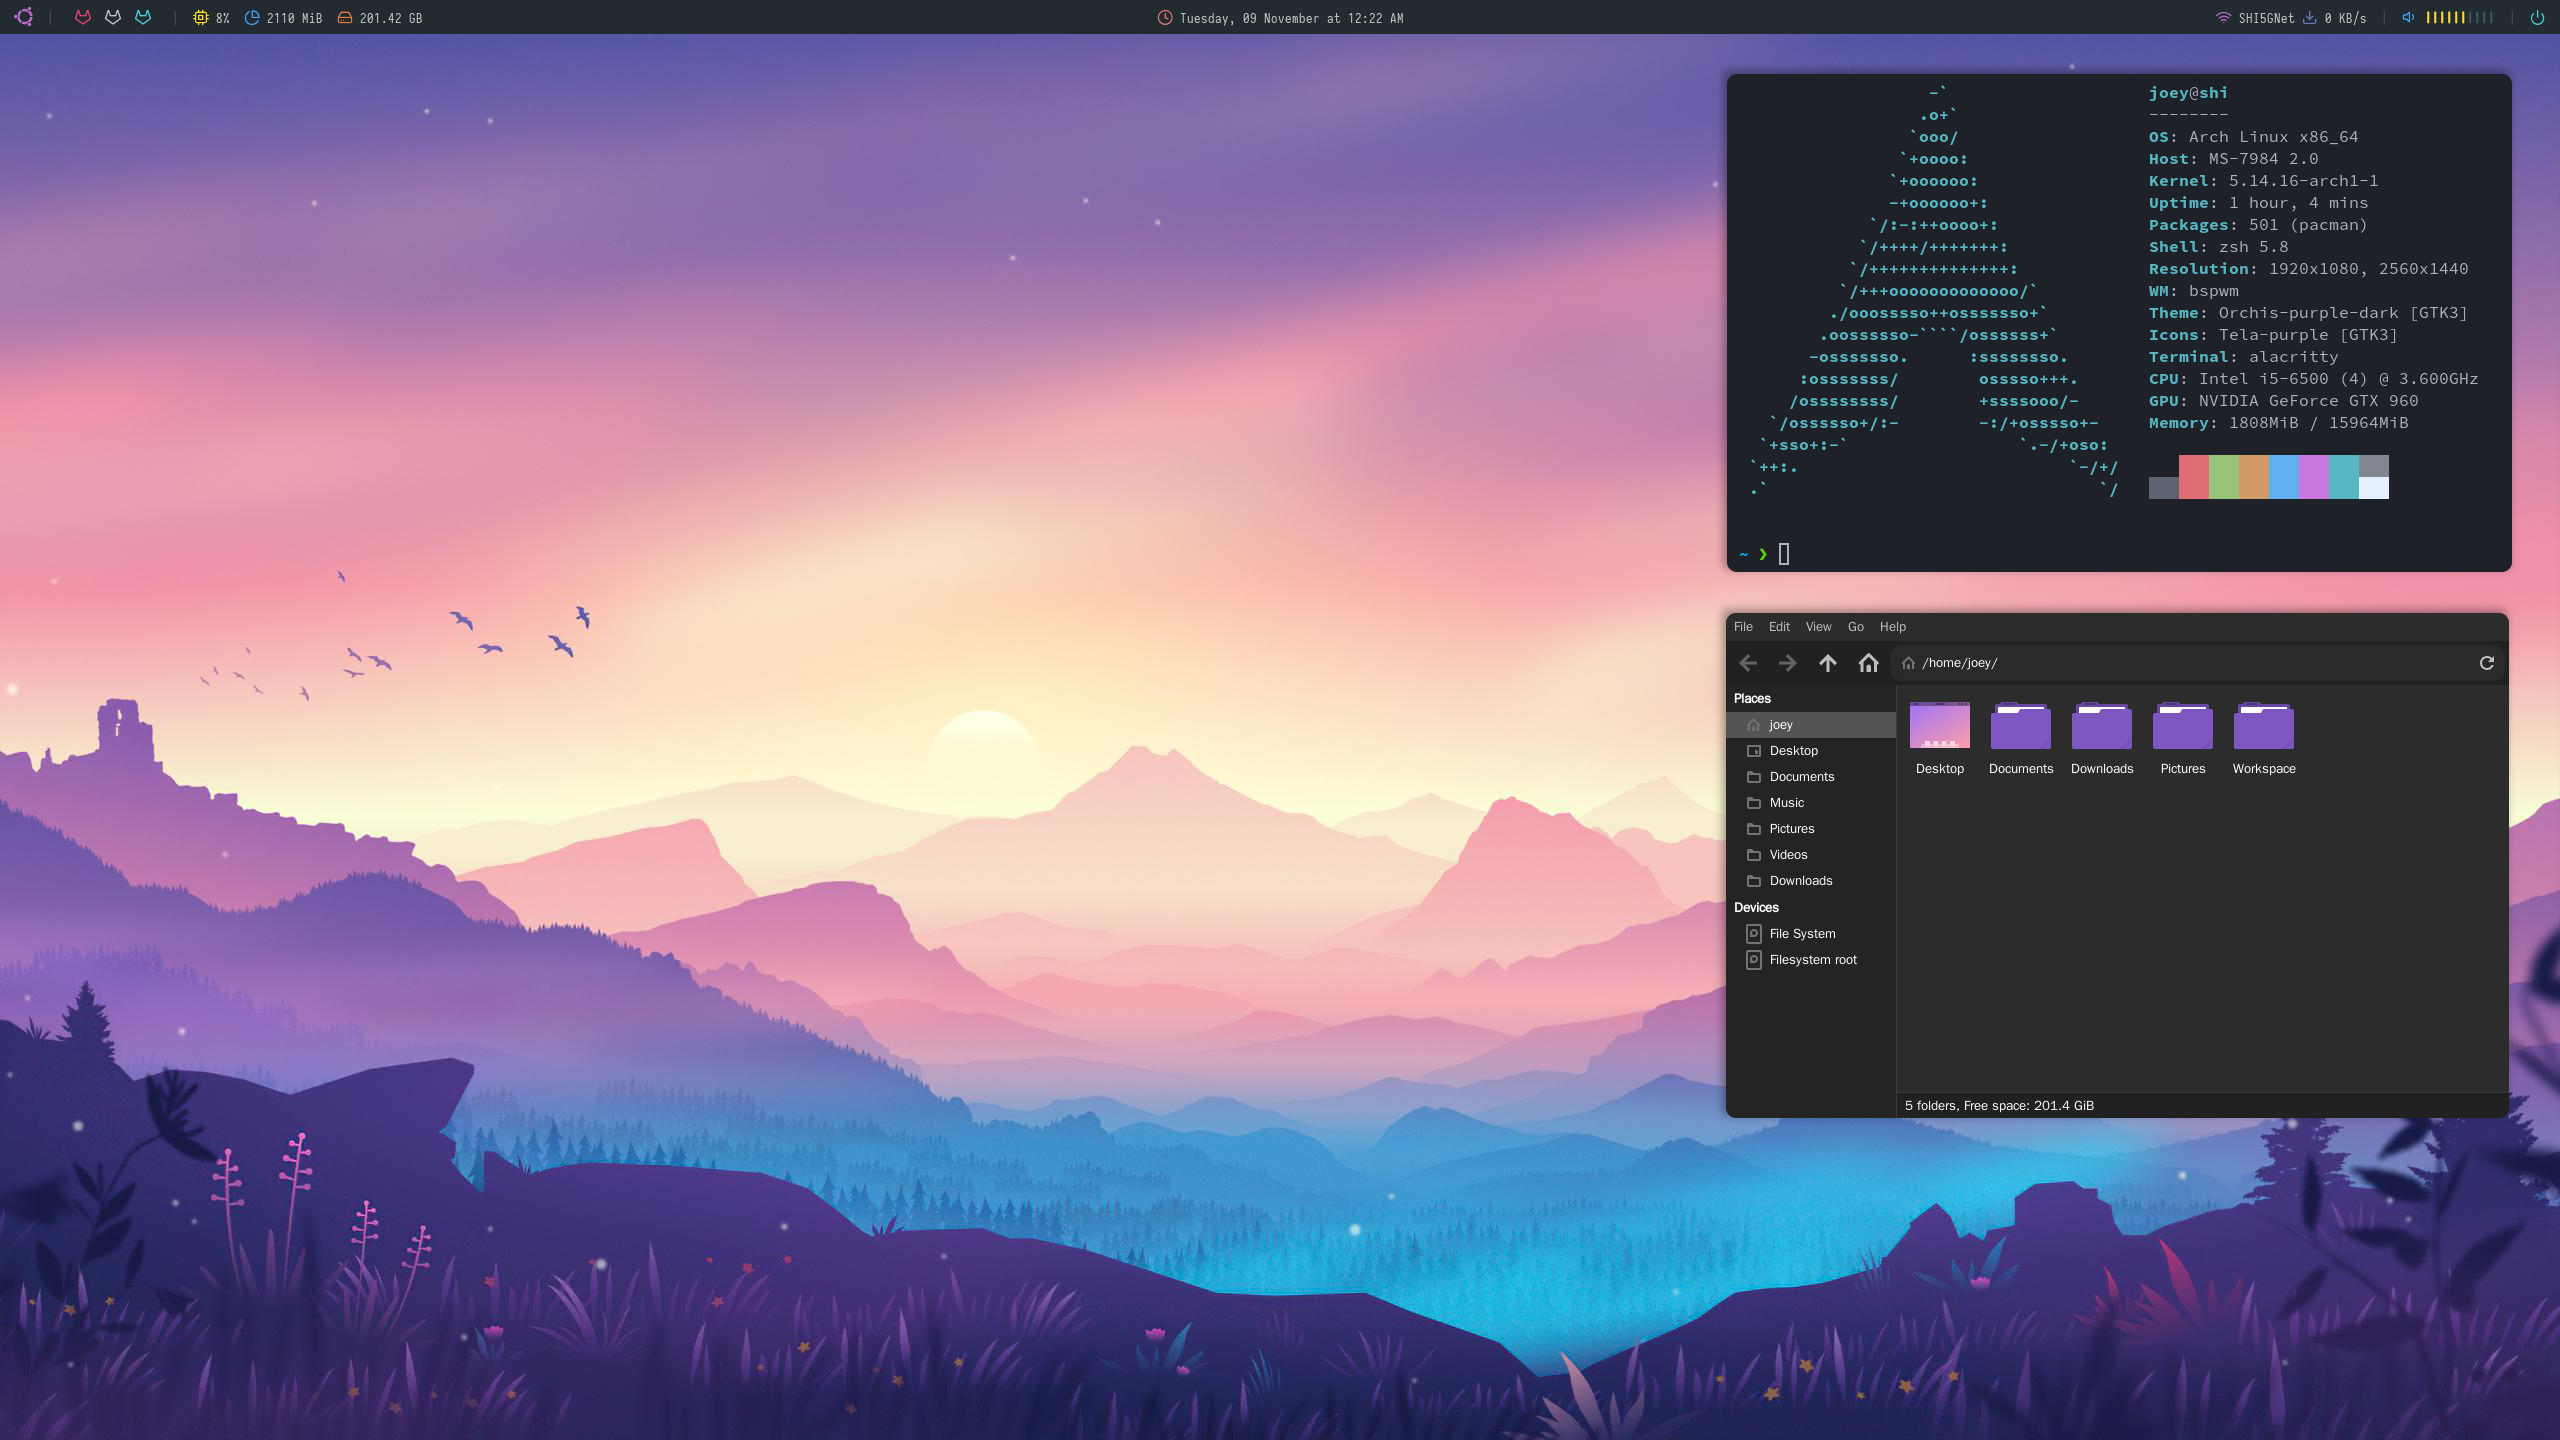 8% 2110 MiB 201.42 GB
Tuesday, 09 November at 12:22 AM
SHI5GNet 0 KB/s
-`
.o+`
`ooo/
`+oooo:
`+oooooo:
-+oooooo+:
`/:-:++oooo+:
`/++++/+++++++:
`/++++++++++++++:
`/+++ooooooooooooo/`
./ooosssso++osssssso+`
.oossssso-````/ossssss+`
-osssssso.      :ssssssso.
:osssssss/        osssso+++.
/ossssssss/        +ssssooo/-
`/ossssso+/:-        -:/+osssso+-
`+sso+:-`                 `.-/+oso:
`++:.                           `-/+/
.`                                 `/
joey@shi
--------
OS: Arch Linux x86_64
Host: MS-7984 2.0
Kernel: 5.14.16-arch1-1
Uptime: 1 hour, 4 mins
Packages: 501 (pacman)
Shell: zsh 5.8
Resolution: 1920x1080, 2560x1440
WM: bspwm
Theme: Orchis-purple-dark [GTK3]
Icons: Tela-purple [GTK3]
Terminal: alacritty
CPU: Intel i5-6500 (4) @ 3.600GHz
GPU: NVIDIA GeForce GTX 960
Memory: 1808MiB / 15964MiB
~ ❯
File Edit View Go Help
/home/joey/
Places
joey
Desktop
Documents
Music
Pictures
Videos
Downloads
Devices
File System
Filesystem root
Desktop Documents Downloads Pictures Workspace
5 folders, Free space: 201.4 GiB